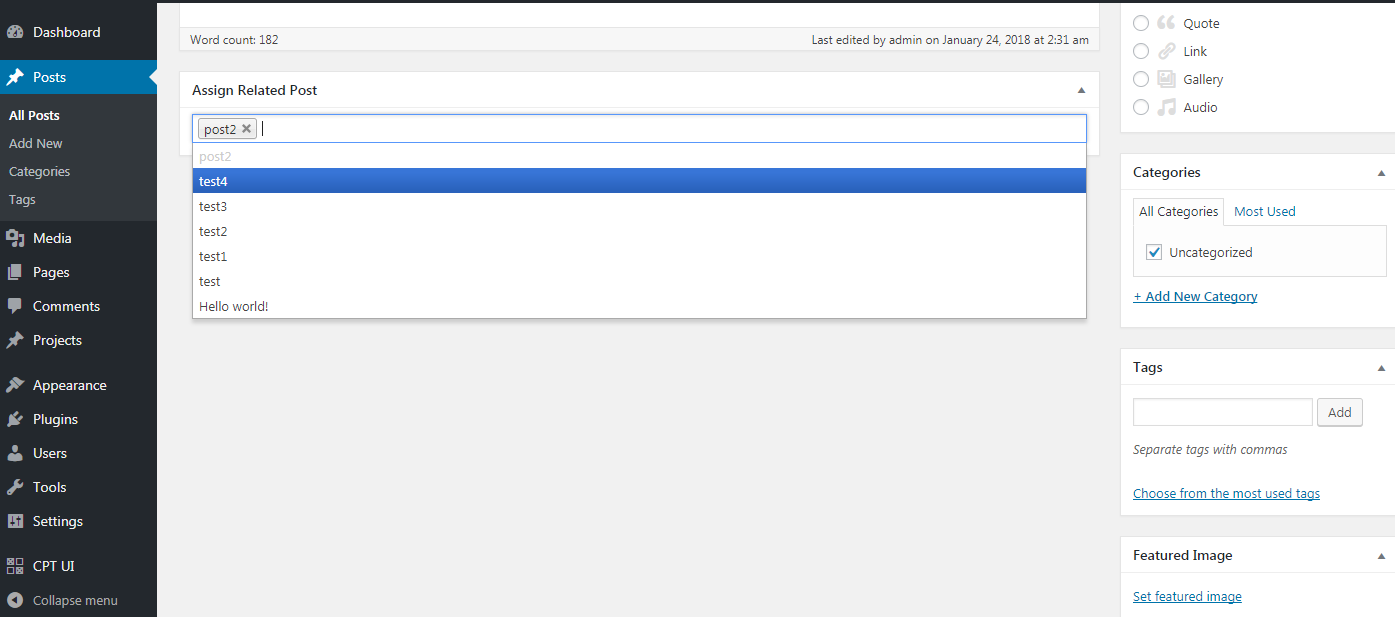 Dashboard
Posts
All Posts
Add New
Categories
Tags
Media
Pages
Comments
Projects
Appearance
Plugins
Users
Tools
Settings
CPT UI
Collapse menu
Word count: 182
Last edited by admin on January 24, 2018 at 2:31 am
Assign Related Post
post2
post2
test4
test3
test2
test1
test
Hello world!
Quote
Link
Gallery
Audio
Categories
All Categories
Most Used
Uncategorized
+ Add New Category
Tags
Add
Separate tags with commas
Choose from the most used tags
Featured Image
Set featured image